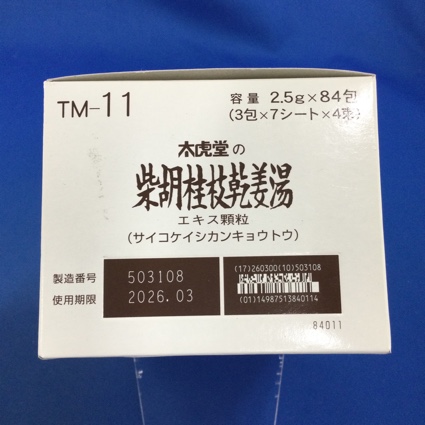 TM-11
容量 2.5g×84包
(3包×7シート×4束)
太虎堂の
柴胡桂枝乾姜湯
エキス顆粒
(サイコケイシカンキョウトウ)
製造番号 503108
使用期限 2026.03
(17)260300(10)503108
(01)14987513840114
84011